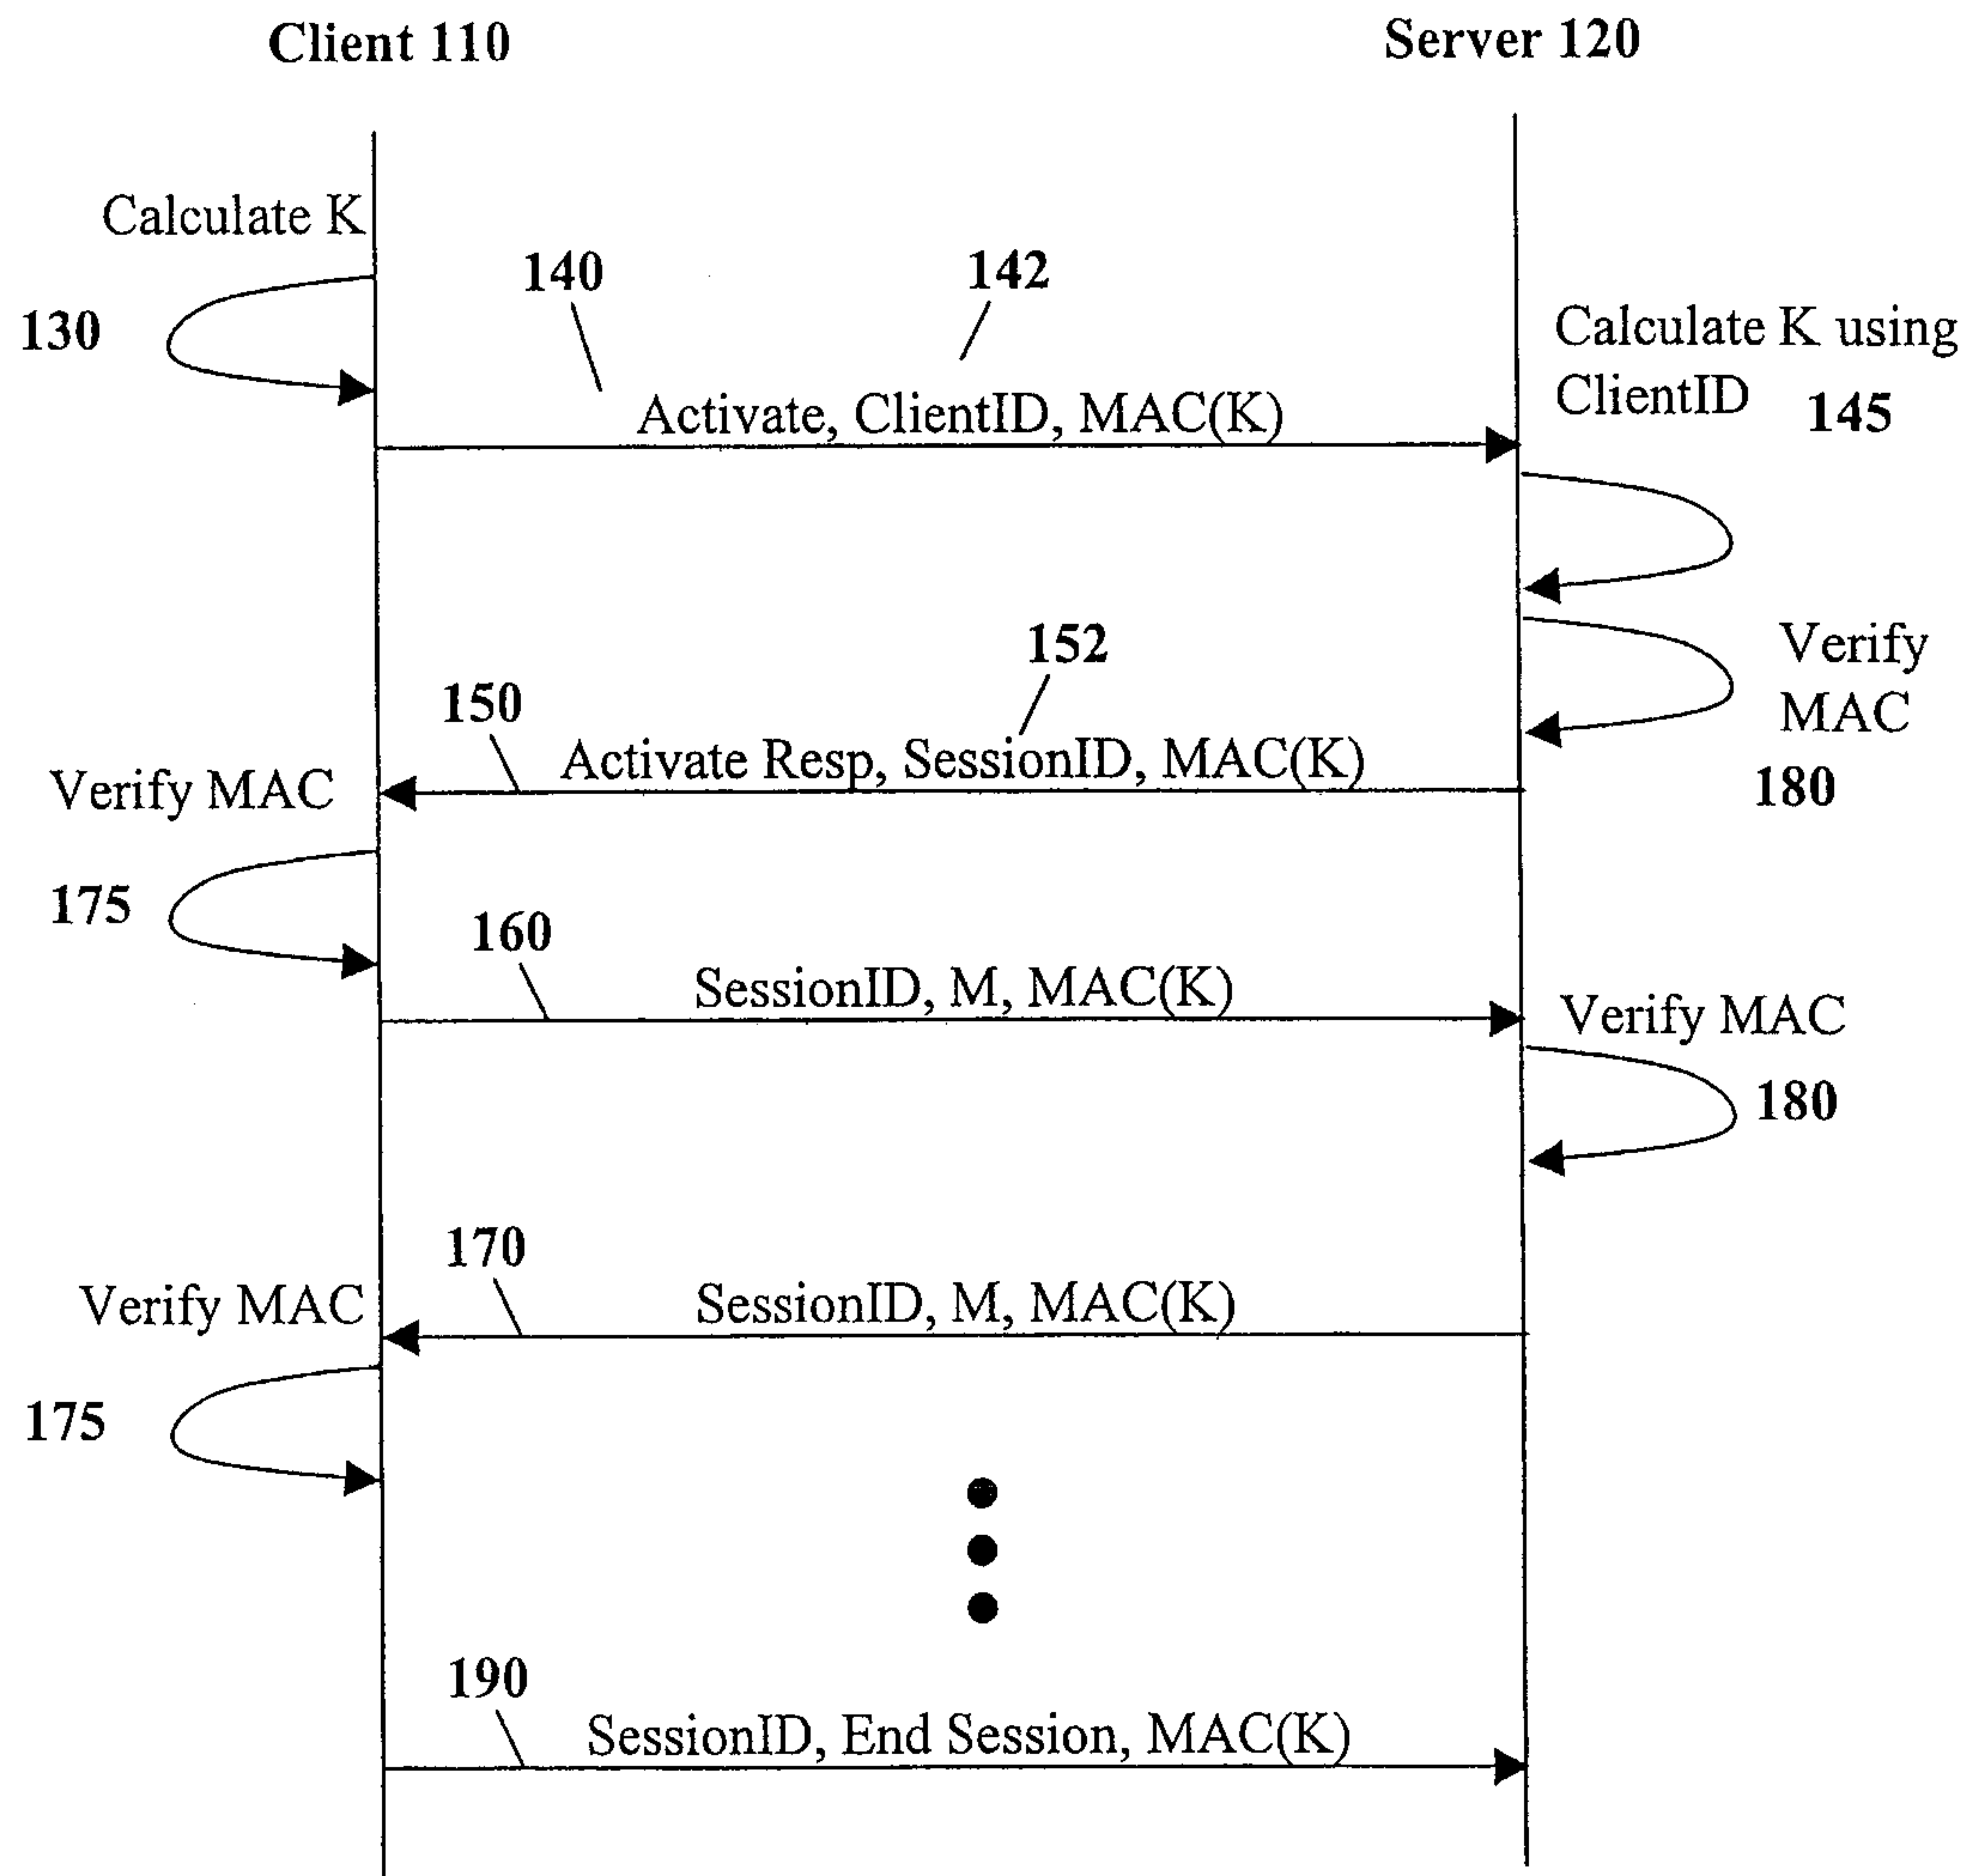 Client 110
Server 120
Calculate K
140
142
130
Calculate K using
ClientID 145
Activate, ClientID, MAC(K)
152
Verify
MAC
150
Activate Resp, SessionID, MAC(K)
Verify MAC
180
175
160
SessionID, M, MAC(K)
Verify MAC
180
170
Verify MAC
SessionID, M, MAC(K)
175
190
SessionID, End Session, MAC(K)